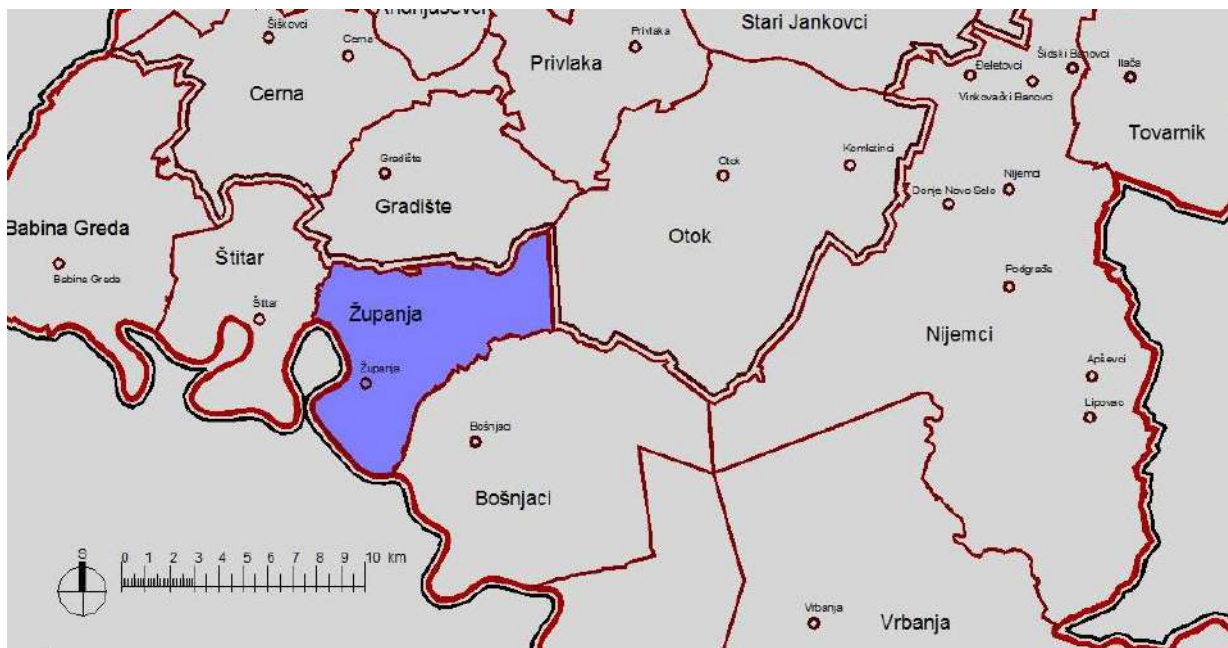 Šiškovci
Cerna
Privlaka
Stari Jankovci
Privlaka
Đeletovci
Šidski Banovci
Ilača
Vinkovački Banovci
Cerna
Tovarnik
Gradište
Otok
Komletinci
Nijemci
Donje Novo Selo
Gradište
Babina Greda
Štitar
Otok
Babina Greda
Podgrađe
Štitar
Županja
Nijemci
Županja
Apševci
Lipovac
Bošnjaci
Bošnjaci
S
0 1 2 3 4 5 6 7 8 9 10 km
Vrbanja
Vrbanja